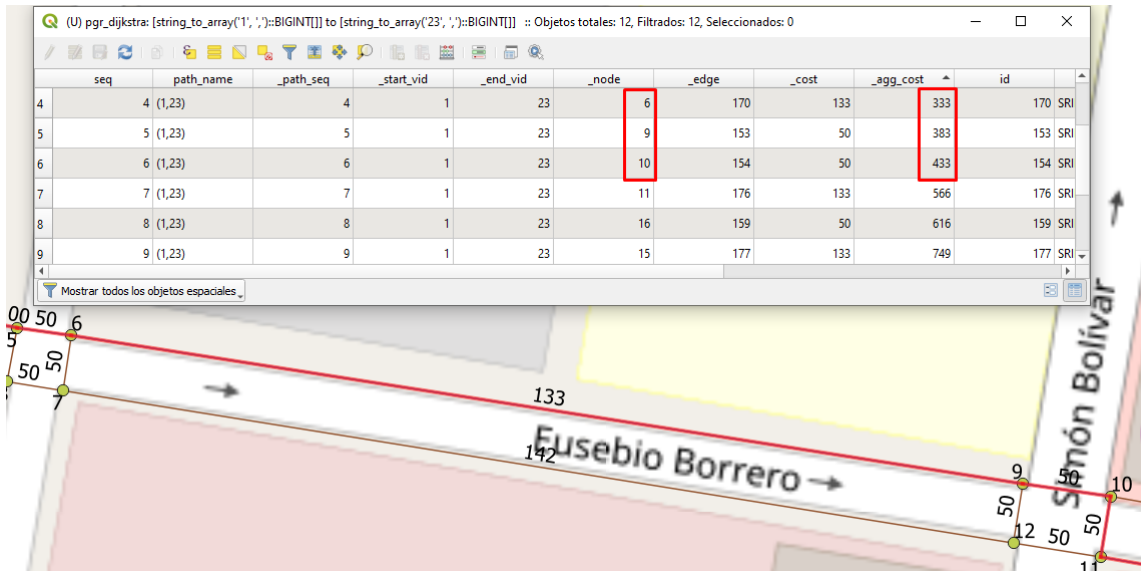 (U) pgr_dijkstra: [string_to_array('1', ',')::BIGINT[]] to [string_to_array('23', ',')::BIGINT[]] :: Objetos totales: 12, Filtrados: 12, Seleccionados: 0
seq path_name _path_seq _start_vid _end_vid _node _edge _cost _agg_cost id
4 4 (1,23) 4 1 23 6 170 133 333 170 SRI
5 5 (1,23) 5 1 23 9 153 50 383 153 SRI
6 6 (1,23) 6 1 23 10 154 50 433 154 SRI
7 7 (1,23) 7 1 23 11 176 133 566 176 SRI
8 8 (1,23) 8 1 23 16 159 50 616 159 SRI
9 9 (1,23) 9 1 23 15 177 133 749 177 SRI
Mostrar todos los objetos espaciales
00 50 6
5
50 50
7
133
142
Eusebio Borrero
Simón Bolívar
9 50 10
50
12 50 50
11